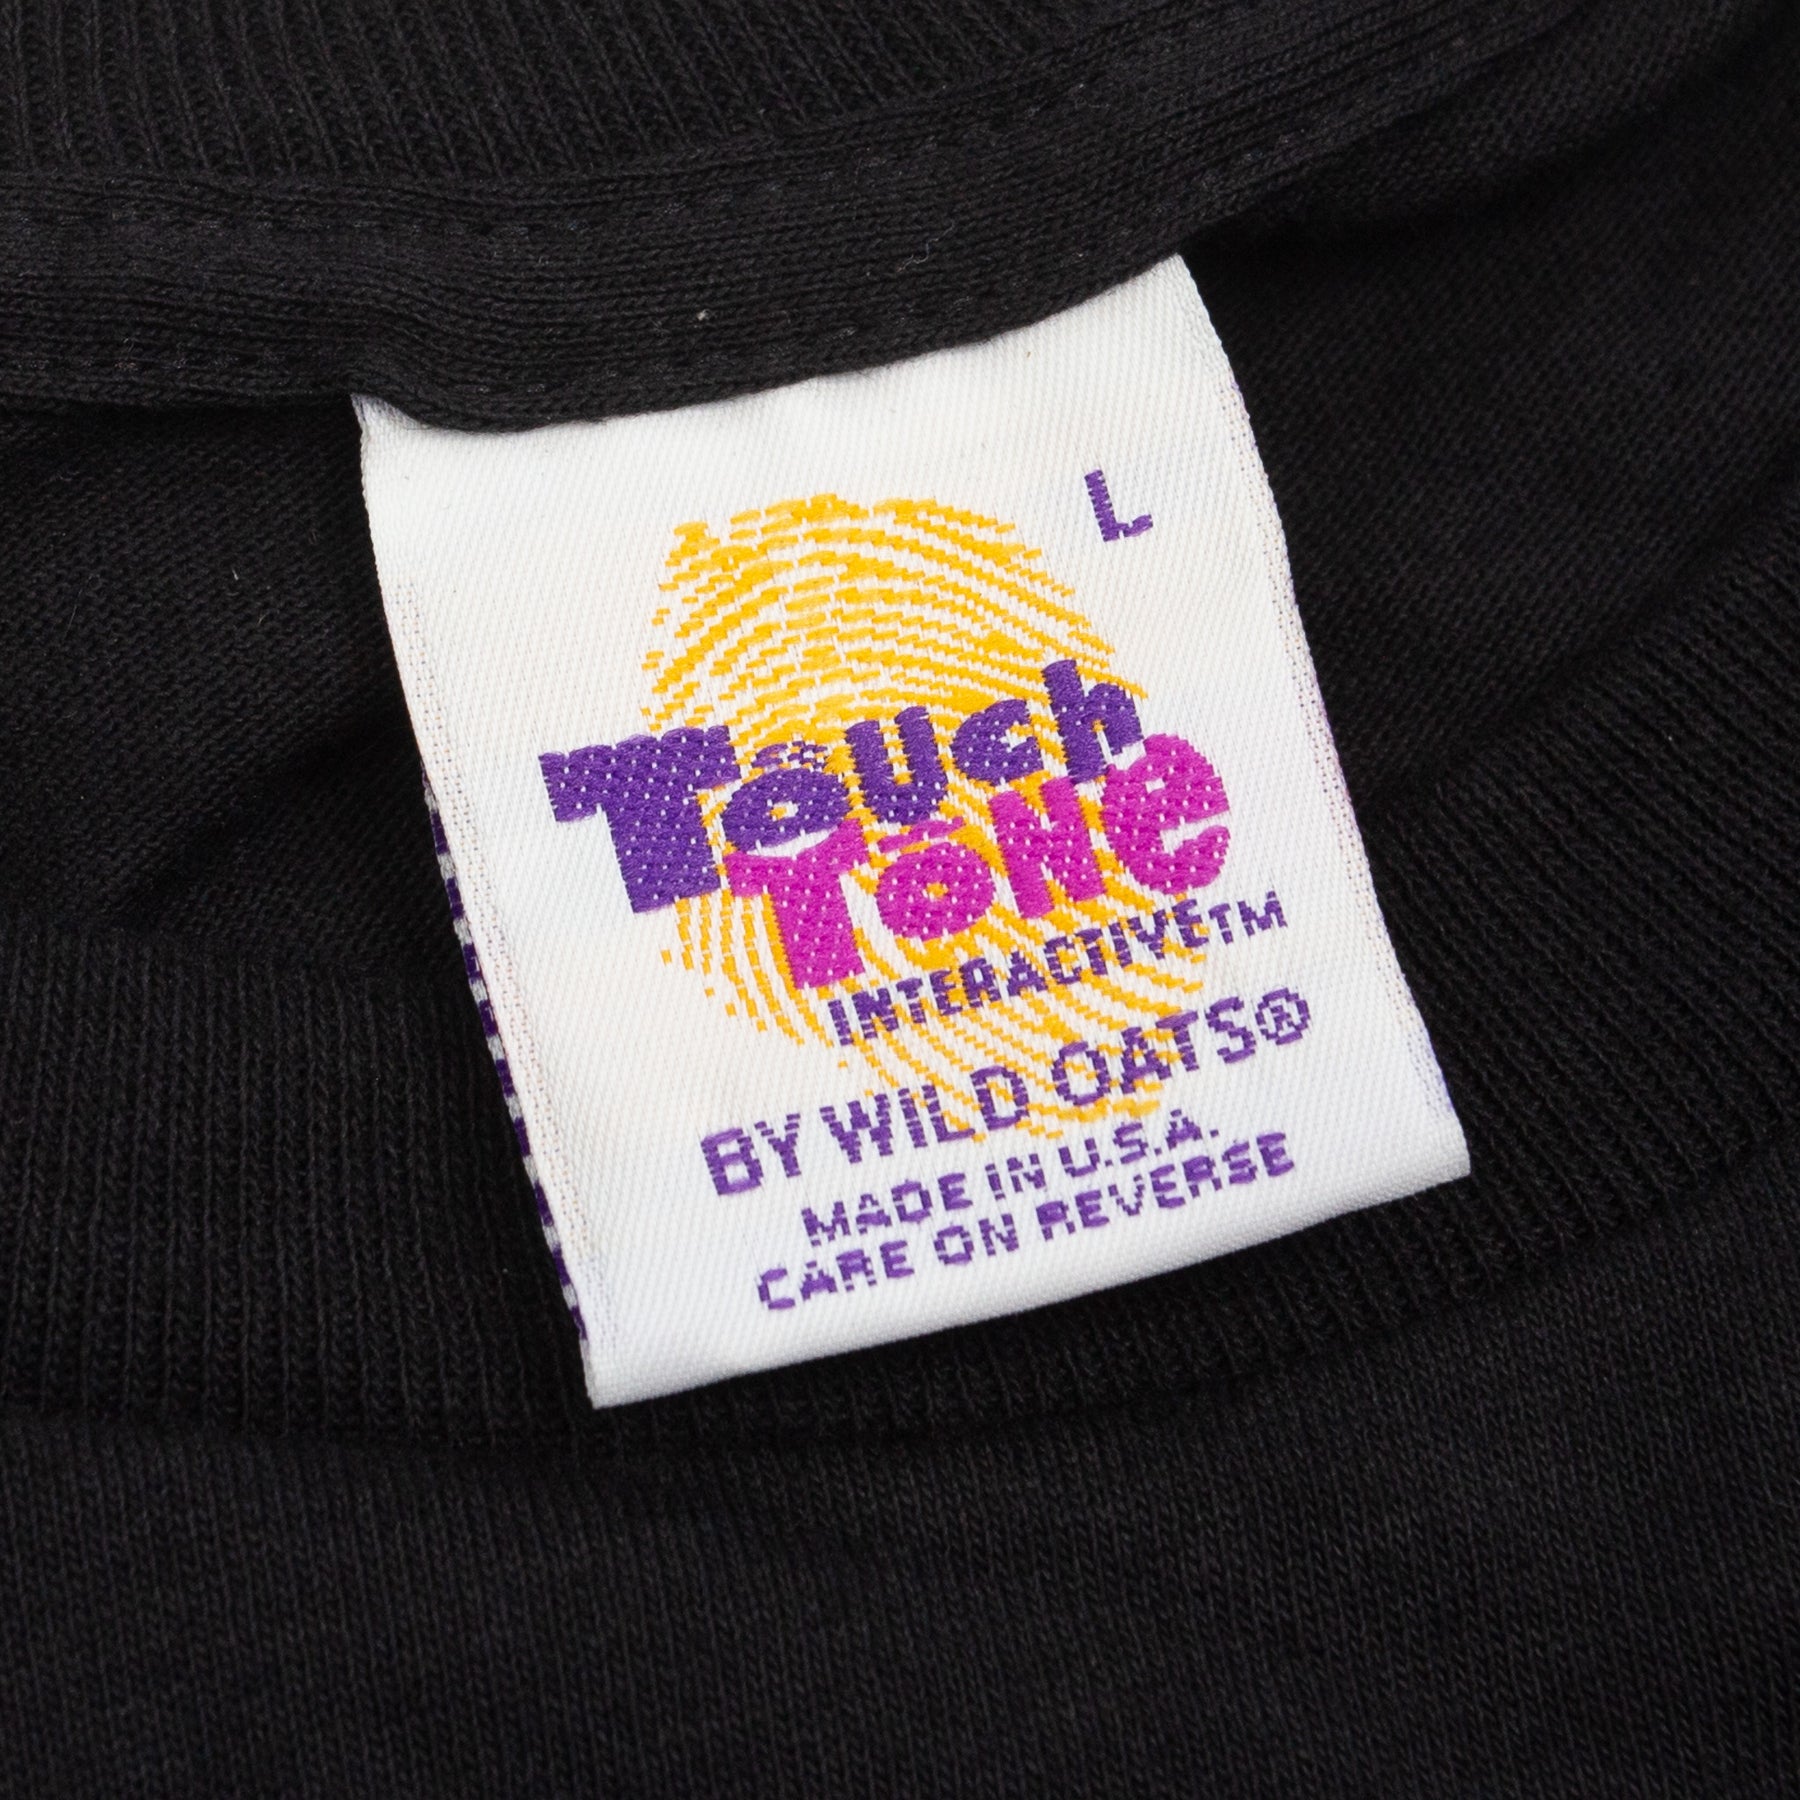 L
Touch
Tone
INTERACTIVE™
BY WILD OATS®
MADE IN U.S.A.
CARE ON REVERSE